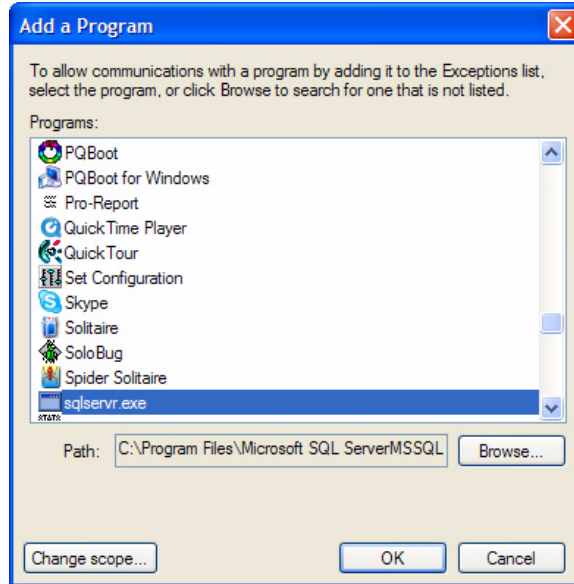 Add a Program
To allow communications with a program by adding it to the Exceptions list,
select the program, or click Browse to search for one that is not listed.
Programs:
PQBoot
PQBoot for Windows
Pro-Report
QuickTime Player
QuickTour
Set Configuration
Skype
Solitaire
SoloBug
Spider Solitaire
sqlservr.exe
Path: C:\Program Files\Microsoft SQL ServerMSSQL Browse...
Change scope... OK Cancel